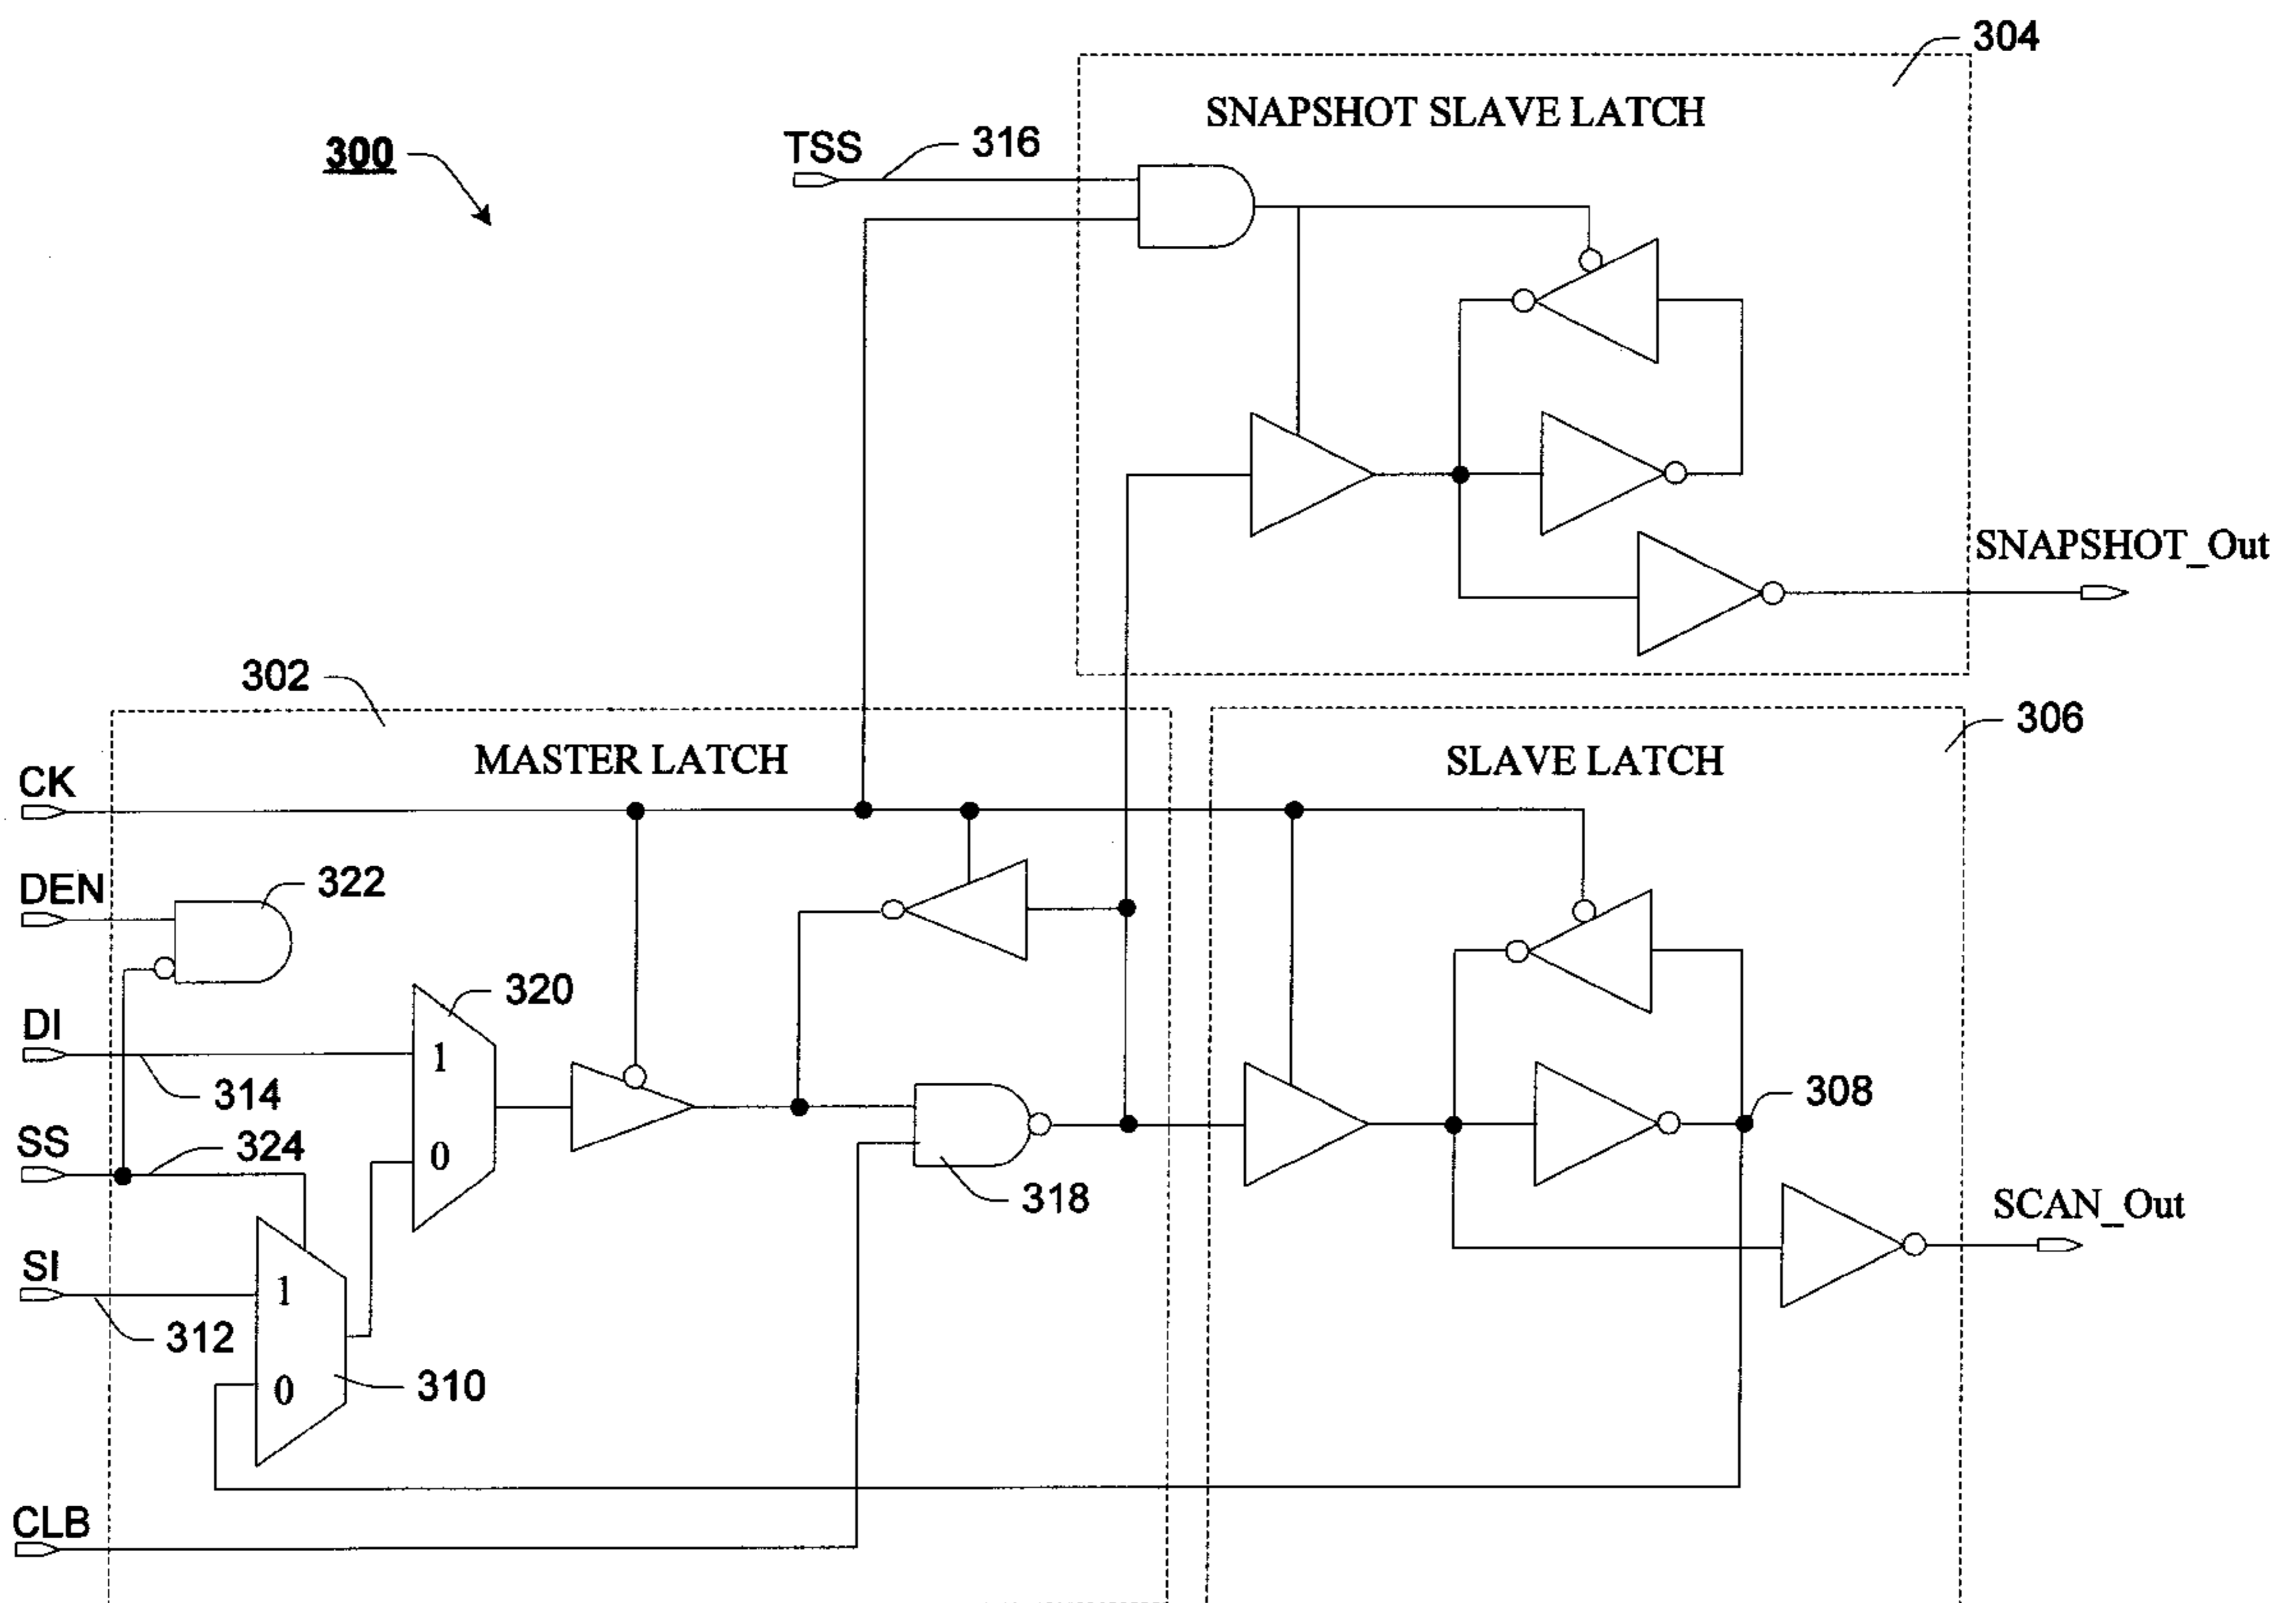 304
SNAPSHOT SLAVE LATCH
300
TSS
316
SNAPSHOT_Out
302
306
MASTER LATCH
SLAVE LATCH
CK
DEN
322
320
DI
1
314
308
SS
324
0
318
SCAN_Out
SI
1
312
0
310
CLB